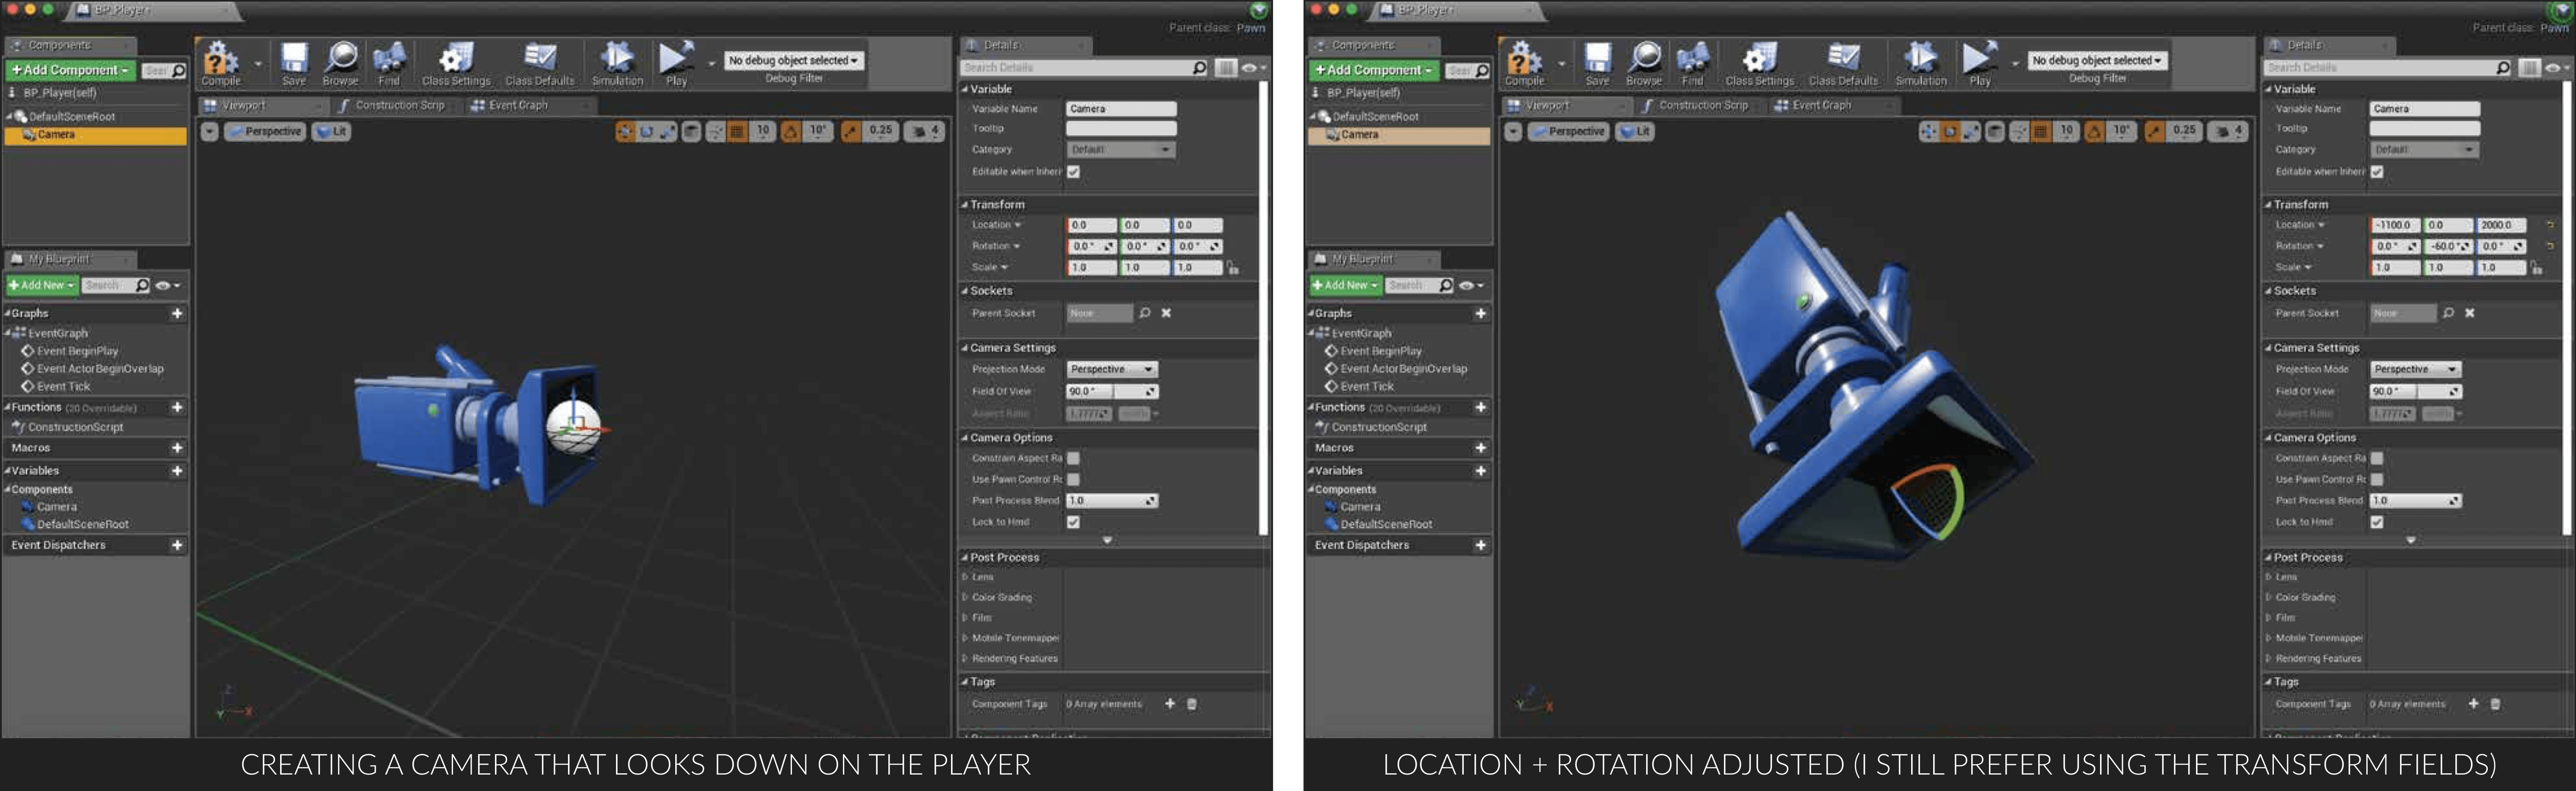 BP_Player
Parent class: Pawn
Components
Details
+Add Component
Compile
Save
Browse
Find
Class Settings
Class Defaults
Simulation
Play
No debug object selected
Debug Filter
Search Details
BP_Player(self)
DefaultSceneRoot
Camera
Viewport
Construction Scrip
Event Graph
Perspective
Lit
10
10°
0.25
4
Variable
Variable Name
Camera
Tooltip
Category
Default
Editable when Inheri
Transform
Location
0.0
0.0
0.0
Rotation
0.0 °
0.0 °
0.0 °
Scale
1.0
1.0
1.0
My Blueprint
+Add New
Search
Graphs
EventGraph
Event BeginPlay
Event ActorBeginOverlap
Event Tick
Functions (20 Overridable)
ConstructionScript
Macros
Variables
Components
Camera
DefaultSceneRoot
Event Dispatchers
Sockets
Parent Socket
None
Camera Settings
Projection Mode
Perspective
Field Of View
90.0 °
Camera Options
Constrain Aspect Ra
Use Pawn Control Rc
Post Process Blend
1.0
Lock to Hmd
Post Process
Lens
Color Grading
Film
Mobile Tonemapper
Rendering Features
Tags
Component Tags
0 Array elements
Z
Y
X
CREATING A CAMERA THAT LOOKS DOWN ON THE PLAYER
BP_Player
Parent class: Pawn
Components
Details
+Add Component
Compile
Save
Browse
Find
Class Settings
Class Defaults
Simulation
Play
No debug object selected
Debug Filter
Search Details
BP_Player(self)
DefaultSceneRoot
Camera
Viewport
Construction Scrip
Event Graph
Perspective
Lit
10
10°
0.25
4
Variable
Variable Name
Camera
Tooltip
Category
Default
Editable when Inheri
Transform
Location
-1100.0
0.0
2000.0
Rotation
0.0 °
-60.0 °
0.0 °
Scale
1.0
1.0
1.0
My Blueprint
+Add New
Search
Graphs
EventGraph
Event BeginPlay
Event ActorBeginOverlap
Event Tick
Functions (20 Overridable)
ConstructionScript
Macros
Variables
Components
Camera
DefaultSceneRoot
Event Dispatchers
Sockets
Parent Socket
None
Camera Settings
Projection Mode
Perspective
Field Of View
90.0 °
Camera Options
Constrain Aspect Ra
Use Pawn Control Rc
Post Process Blend
1.0
Lock to Hmd
Post Process
Lens
Color Grading
Film
Mobile Tonemapper
Rendering Features
Tags
Component Tags
0 Array elements
Z
Y
X
LOCATION + ROTATION ADJUSTED (I STILL PREFER USING THE TRANSFORM FIELDS)